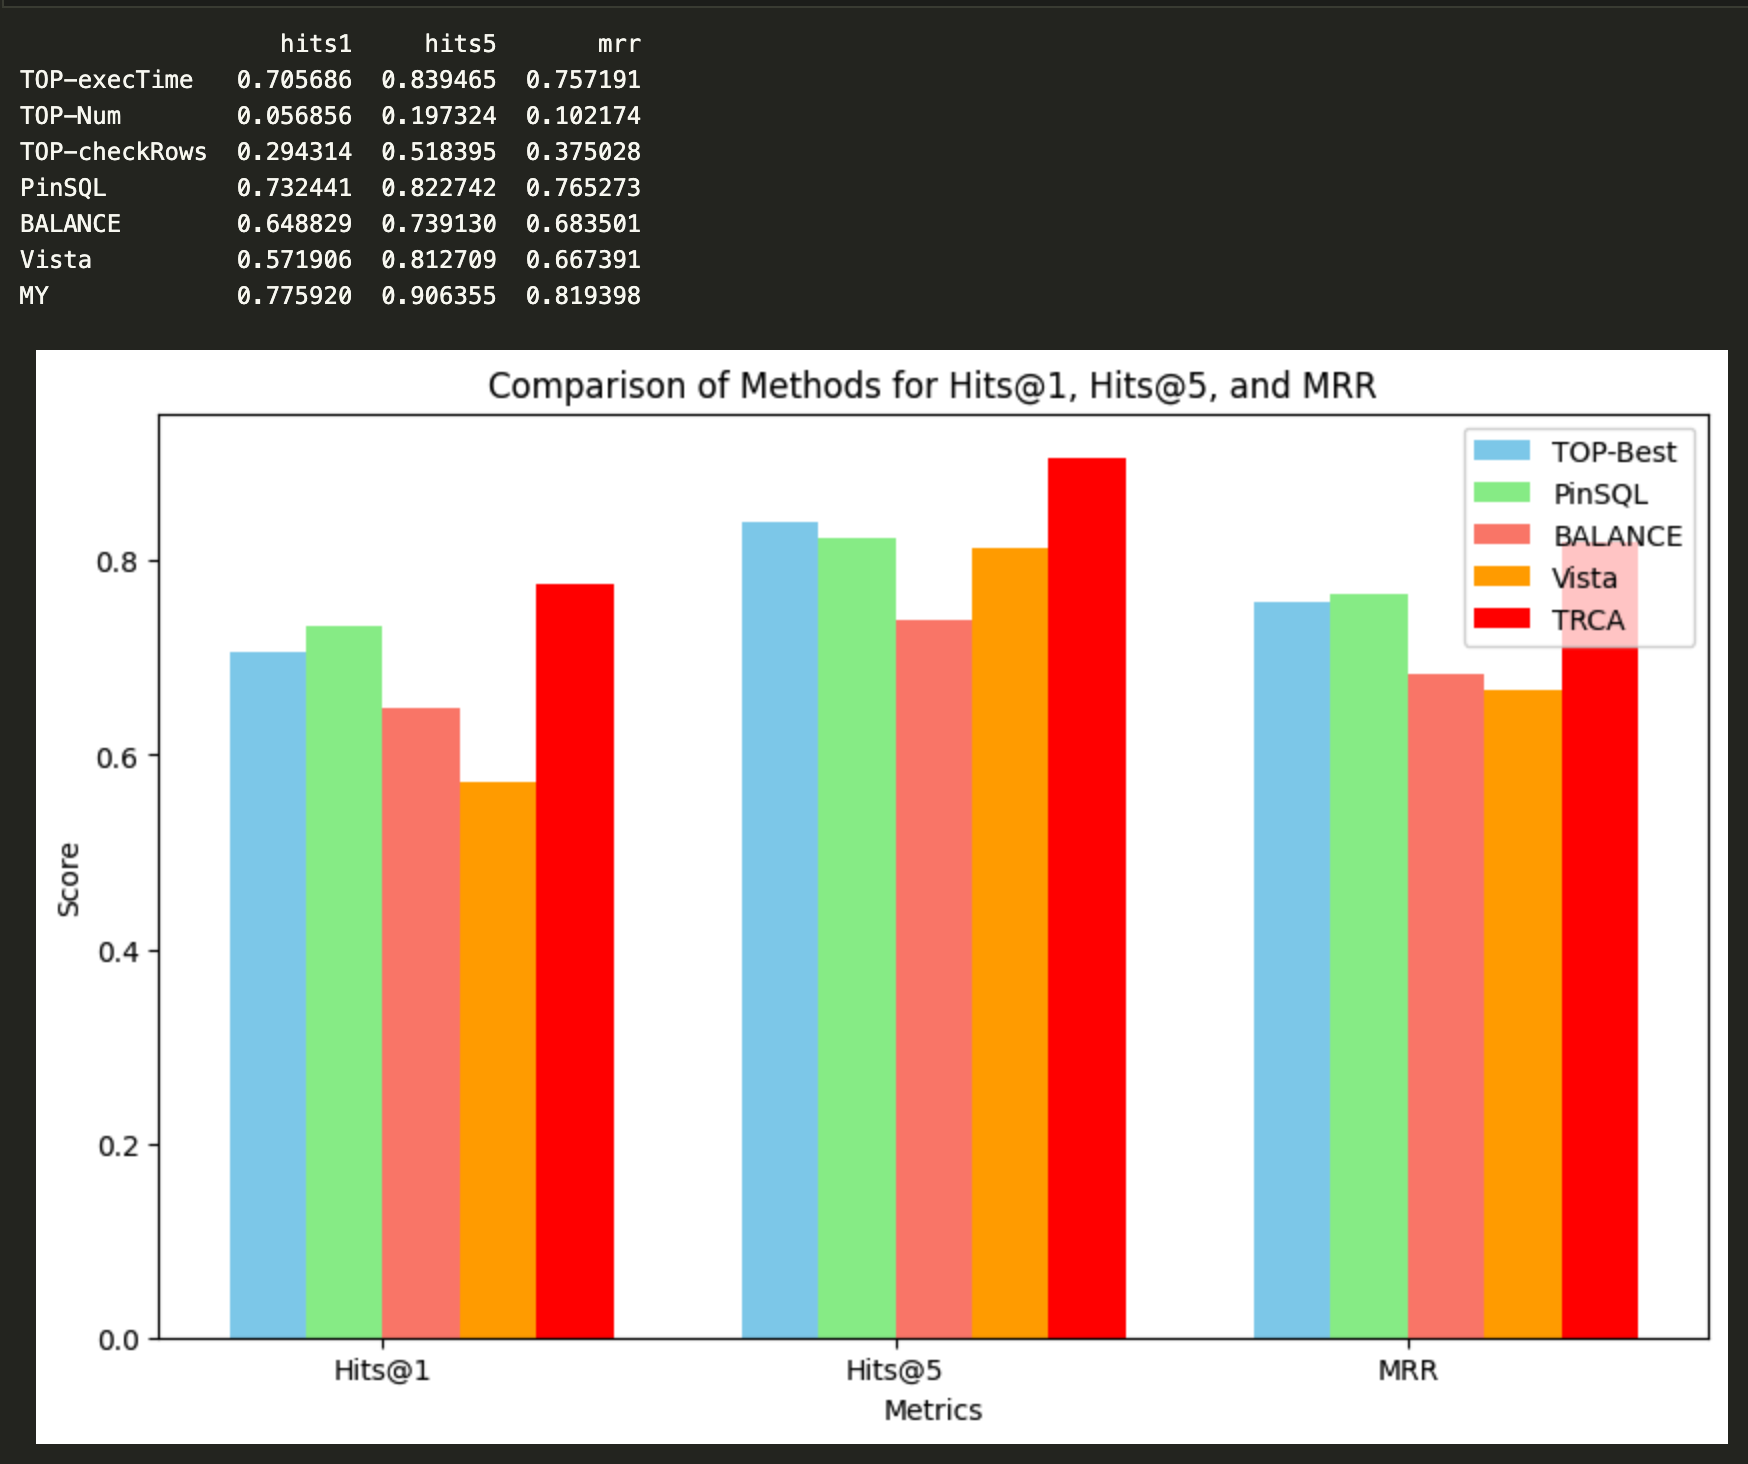 hits1 hits5 mrr
TOP-execTime 0.705686 0.839465 0.757191
TOP-Num 0.056856 0.197324 0.102174
TOP-checkRows 0.294314 0.518395 0.375028
PinSQL 0.732441 0.822742 0.765273
BALANCE 0.648829 0.739130 0.683501
Vista 0.571906 0.812709 0.667391
MY 0.775920 0.906355 0.819398
Comparison of Methods for Hits@1, Hits@5, and MRR
TOP-Best
PinSQL
BALANCE
Vista
TRCA
0.8
0.6
0.4
0.2
0.0
Score
Hits@1 Hits@5 MRR
Metrics